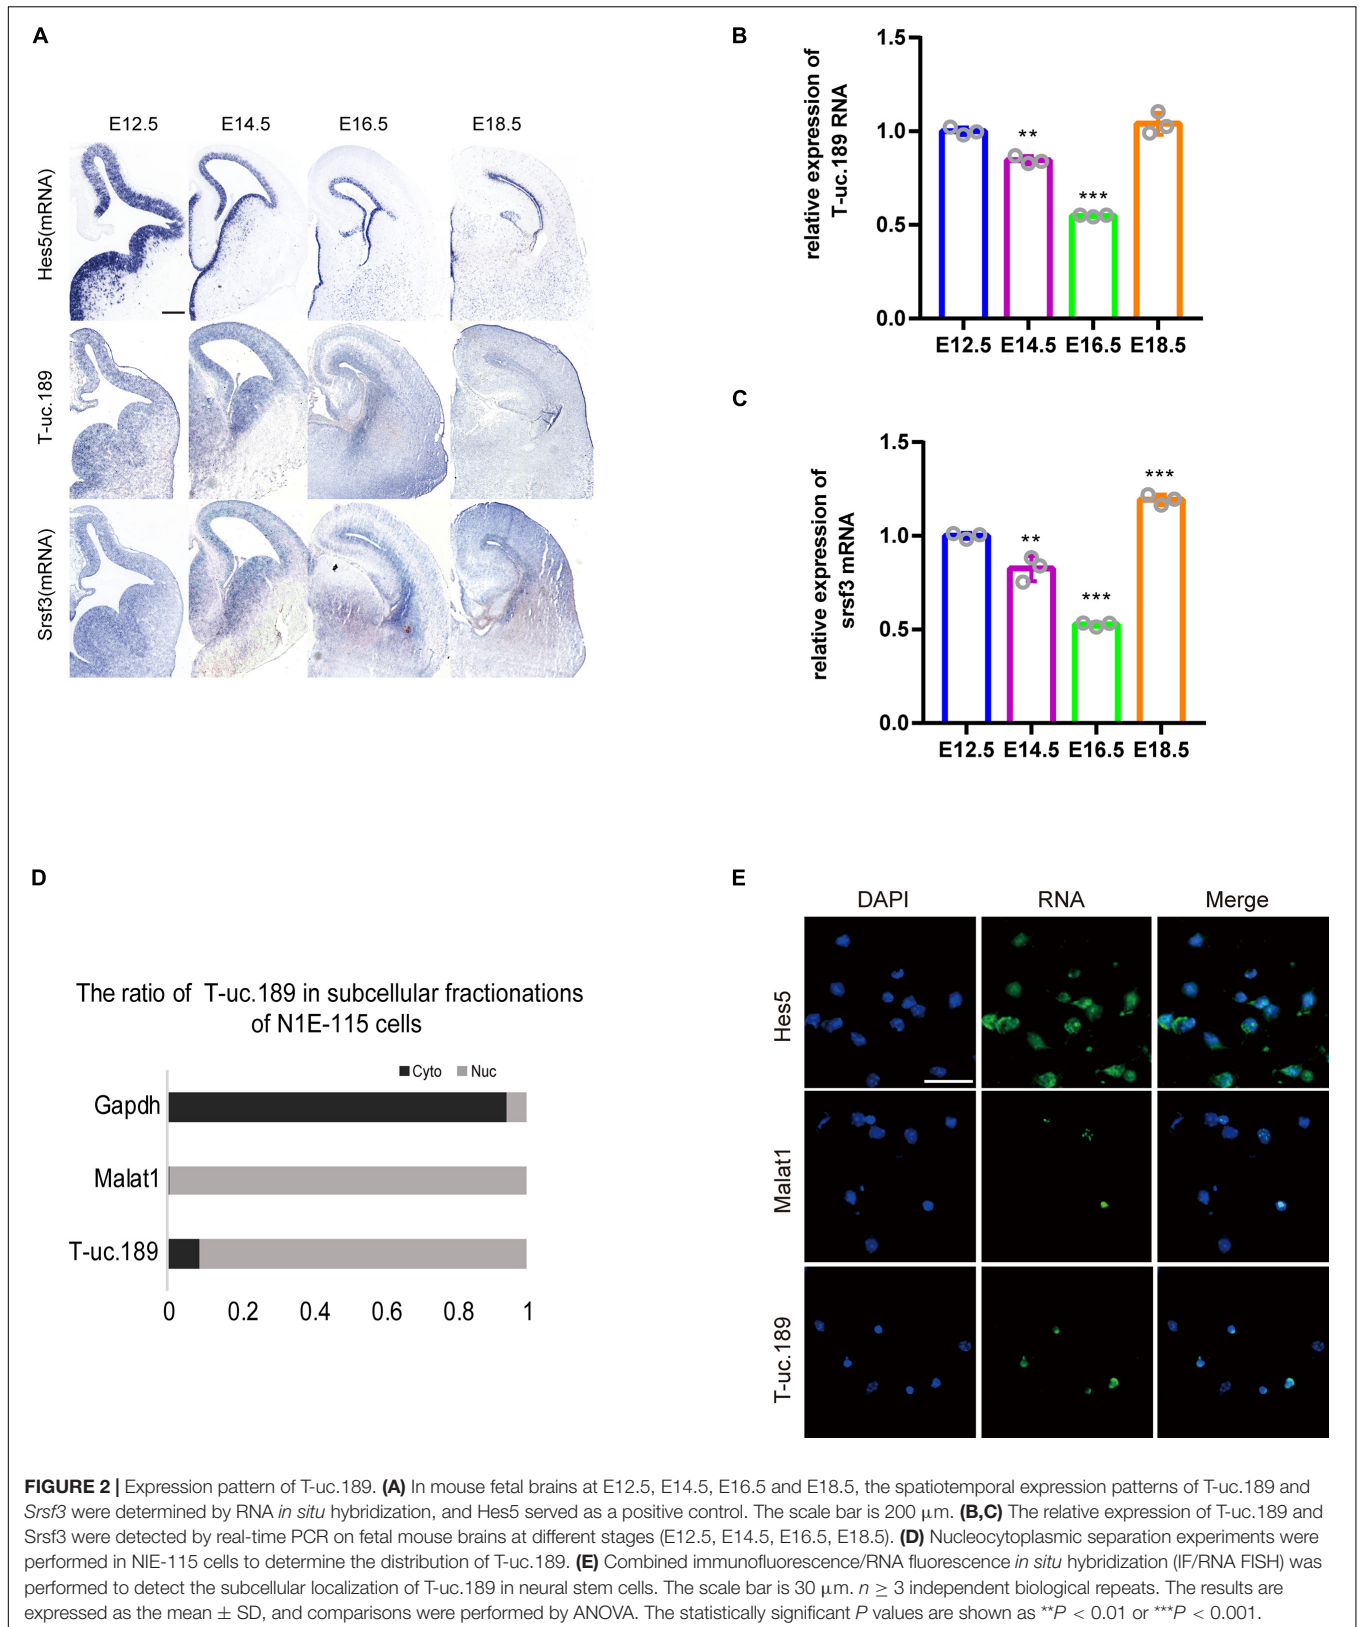 A
E12.5 E14.5 E16.5 E18.5
Hes5(mRNA)
T-uc.189
Srsf3(mRNA)
B
relative expression of
T-uc.189 RNA
1.5
1.0
0.5
0.0
**
***
E12.5 E14.5 E16.5 E18.5
C
relative expression of
srsf3 mRNA
1.5
1.0
0.5
0.0
**
***
***
E12.5 E14.5 E16.5 E18.5
D
The ratio of T-uc.189 in subcellular fractionations
of N1E-115 cells
Cyto Nuc
Gapdh
Malat1
T-uc.189
0 0.2 0.4 0.6 0.8 1
E
DAPI RNA Merge
Hes5
Malat1
T-uc.189
FIGURE 2 | Expression pattern of T-uc.189. (A) In mouse fetal brains at E12.5, E14.5, E16.5 and E18.5, the spatiotemporal expression patterns of T-uc.189 and
Srsf3 were determined by RNA in situ hybridization, and Hes5 served as a positive control. The scale bar is 200 μm. (B,C) The relative expression of T-uc.189 and
Srsf3 were detected by real-time PCR on fetal mouse brains at different stages (E12.5, E14.5, E16.5, E18.5). (D) Nucleocytoplasmic separation experiments were
performed in NIE-115 cells to determine the distribution of T-uc.189. (E) Combined immunofluorescence/RNA fluorescence in situ hybridization (IF/RNA FISH) was
performed to detect the subcellular localization of T-uc.189 in neural stem cells. The scale bar is 30 μm. n ≥ 3 independent biological repeats. The results are
expressed as the mean ± SD, and comparisons were performed by ANOVA. The statistically significant P values are shown as **P < 0.01 or ***P < 0.001.